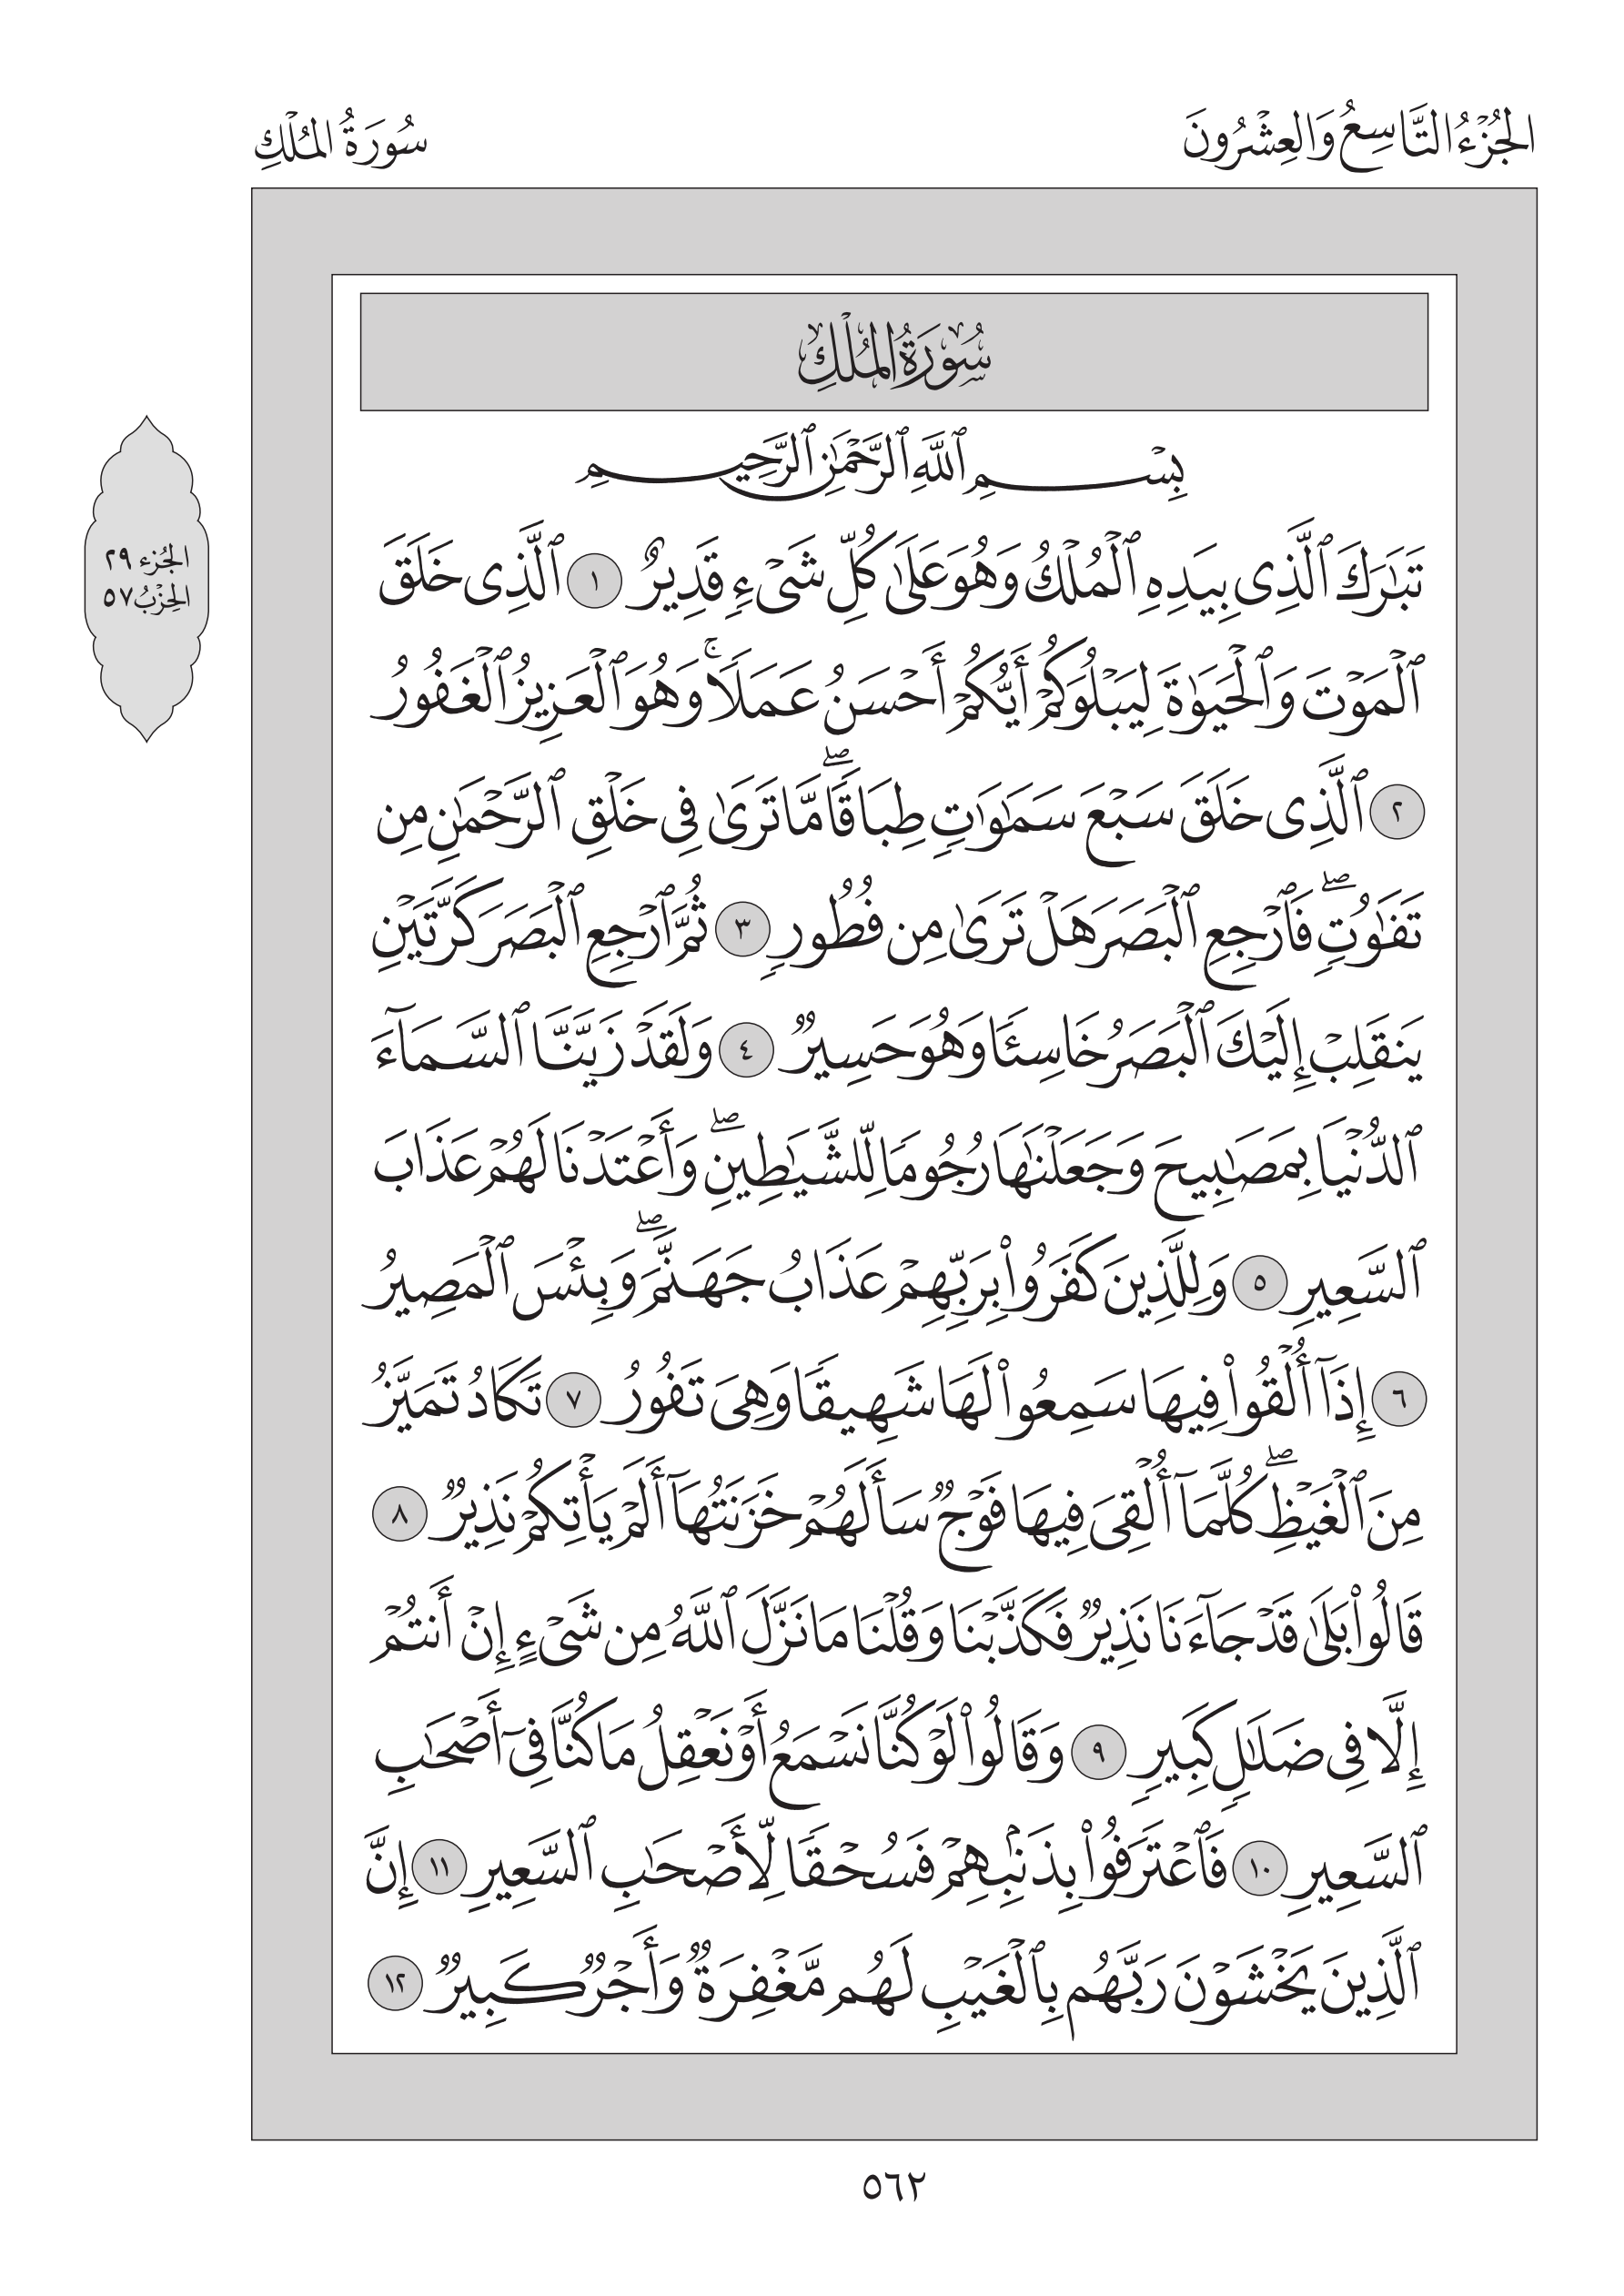 الجُزْءُ التَّاسِعُ وَالعِشْرُونَ
سُورَةُ المُلْكِ
سُورَةُ المُلْكِ
بِسْمِ ٱللَّهِ ٱلرَّحْمَٰنِ ٱلرَّحِيمِ
الجُزء ٢٩
الحِزْبُ ٥٧
تَبَٰرَكَ ٱلَّذِى بِيَدِهِ ٱلْمُلْكُ وَهُوَ عَلَىٰ كُلِّ شَىْءٍ قَدِيرٌ ١ ٱلَّذِى خَلَقَ
ٱلْمَوْتَ وَٱلْحَيَوٰةَ لِيَبْلُوَكُمْ أَيُّكُمْ أَحْسَنُ عَمَلًا ۚ وَهُوَ ٱلْعَزِيزُ ٱلْغَفُورُ
٢ ٱلَّذِى خَلَقَ سَبْعَ سَمَٰوَٰتٍ طِبَاقًا ۖ مَّا تَرَىٰ فِى خَلْقِ ٱلرَّحْمَٰنِ مِن
تَفَٰوُتٍ ۖ فَٱرْجِعِ ٱلْبَصَرَ هَلْ تَرَىٰ مِن فُطُورٍ ٣ ثُمَّ ٱرْجِعِ ٱلْبَصَرَ كَرَّتَيْنِ
يَنقَلِبْ إِلَيْكَ ٱلْبَصَرُ خَاسِئًا وَهُوَ حَسِيرٌ ٤ وَلَقَدْ زَيَّنَّا ٱلسَّمَآءَ
ٱلدُّنْيَا بِمَصَٰبِيحَ وَجَعَلْنَٰهَا رُجُومًا لِّلشَّيَٰطِينِ ۖ وَأَعْتَدْنَا لَهُمْ عَذَابَ
ٱلسَّعِيرِ ٥ وَلِلَّذِينَ كَفَرُوا۟ بِرَبِّهِمْ عَذَابُ جَهَنَّمَ ۖ وَبِئْسَ ٱلْمَصِيرُ
٦ إِذَآ أُلْقُوا۟ فِيهَا سَمِعُوا۟ لَهَا شَهِيقًا وَهِىَ تَفُورُ ٧ تَكَادُ تَمَيَّزُ
مِنَ ٱلْغَيْظِ ۖ كُلَّمَآ أُلْقِىَ فِيهَا فَوْجٌ سَأَلَهُمْ خَزَنَتُهَآ أَلَمْ يَأْتِكُمْ نَذِيرٌ ٨
قَالُوا۟ بَلَىٰ قَدْ جَآءَنَا نَذِيرٌ فَكَذَّبْنَا وَقُلْنَا مَا نَزَّلَ ٱللَّهُ مِن شَىْءٍ إِنْ أَنتُمْ
إِلَّا فِى ضَلَٰلٍ كَبِيرٍ ٩ وَقَالُوا۟ لَوْ كُنَّا نَسْمَعُ أَوْ نَعْقِلُ مَا كُنَّا فِىٓ أَصْحَٰبِ
ٱلسَّعِيرِ ١٠ فَٱعْتَرَفُوا۟ بِذَنۢبِهِمْ فَسُحْقًا لِّأَصْحَٰبِ ٱلسَّعِيرِ ١١ إِنَّ
ٱلَّذِينَ يَخْشَوْنَ رَبَّهُم بِٱلْغَيْبِ لَهُم مَّغْفِرَةٌ وَأَجْرٌ كَبِيرٌ ١٢
٥٦٢